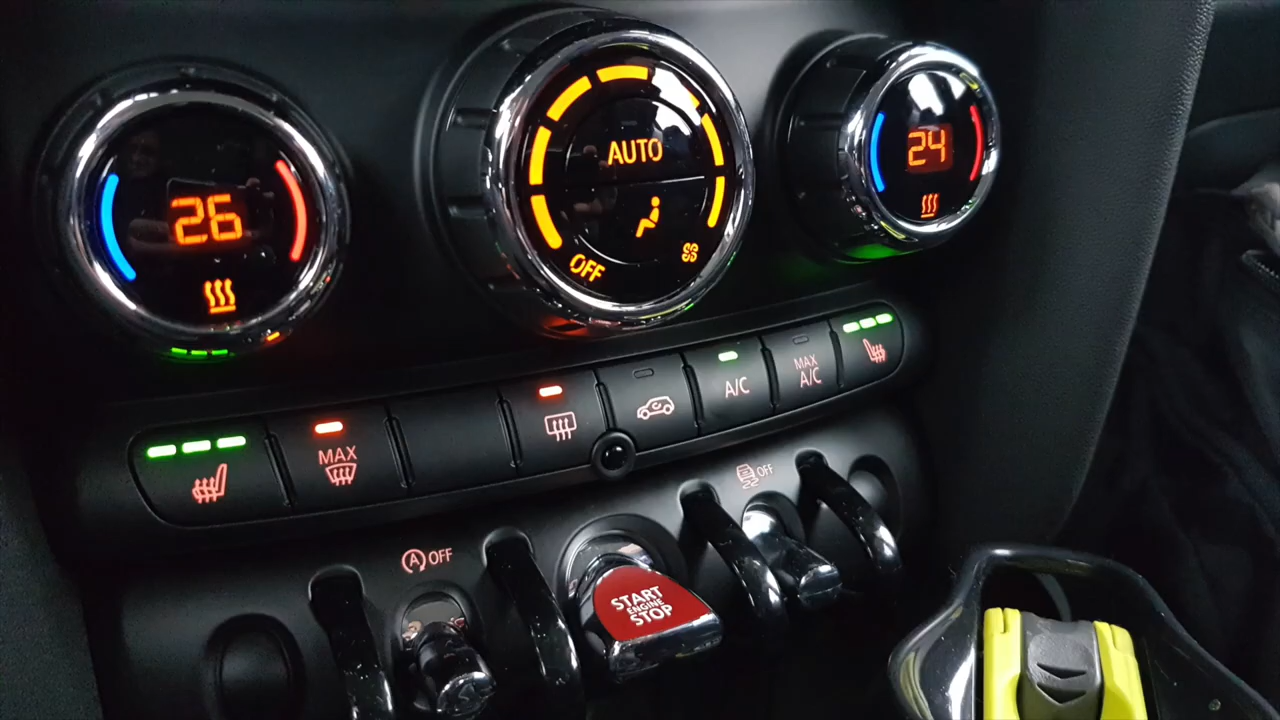 26
AUTO
OFF
24
MAX
A/C
MAX
A/C
A OFF
OFF
START
ENGINE
STOP